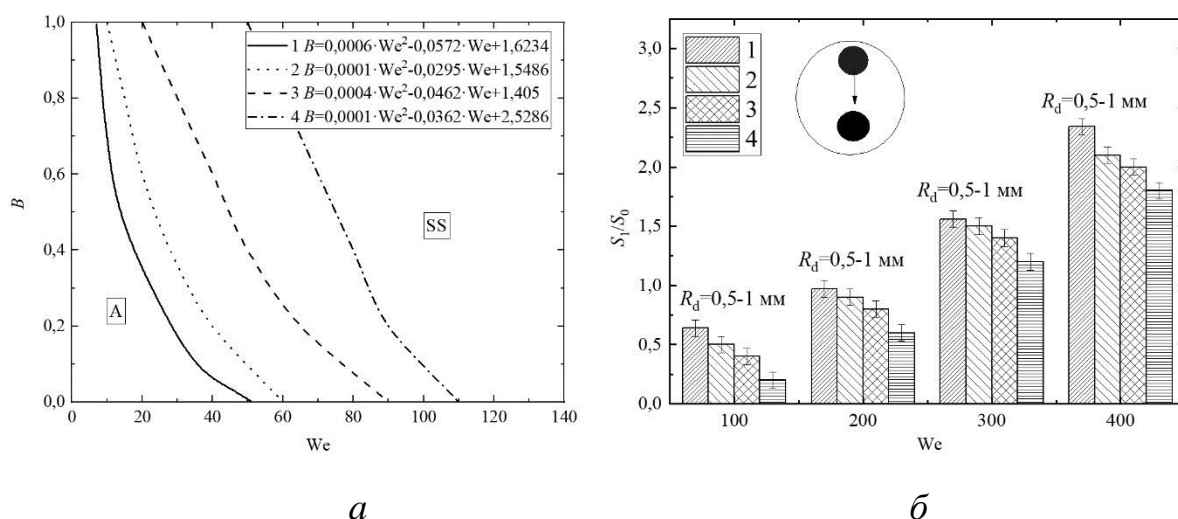 1,0
0,8
0,6
0,4
0,2
0,0
B
0 20 40 60 80 100 120 140
We
1 B=0,0006·We²-0,0572·We+1,6234
2 B=0,0001·We²-0,0295·We+1,5486
3 B=0,0004·We²-0,0462·We+1,405
4 B=0,0001·We²-0,0362·We+2,5286
A
SS
а
3,0
2,5
2,0
1,5
1,0
0,5
0,0
S₁/S₀
1
2
3
4
R_d=0,5-1 мм
R_d=0,5-1 мм
R_d=0,5-1 мм
R_d=0,5-1 мм
100 200 300 400
We
б